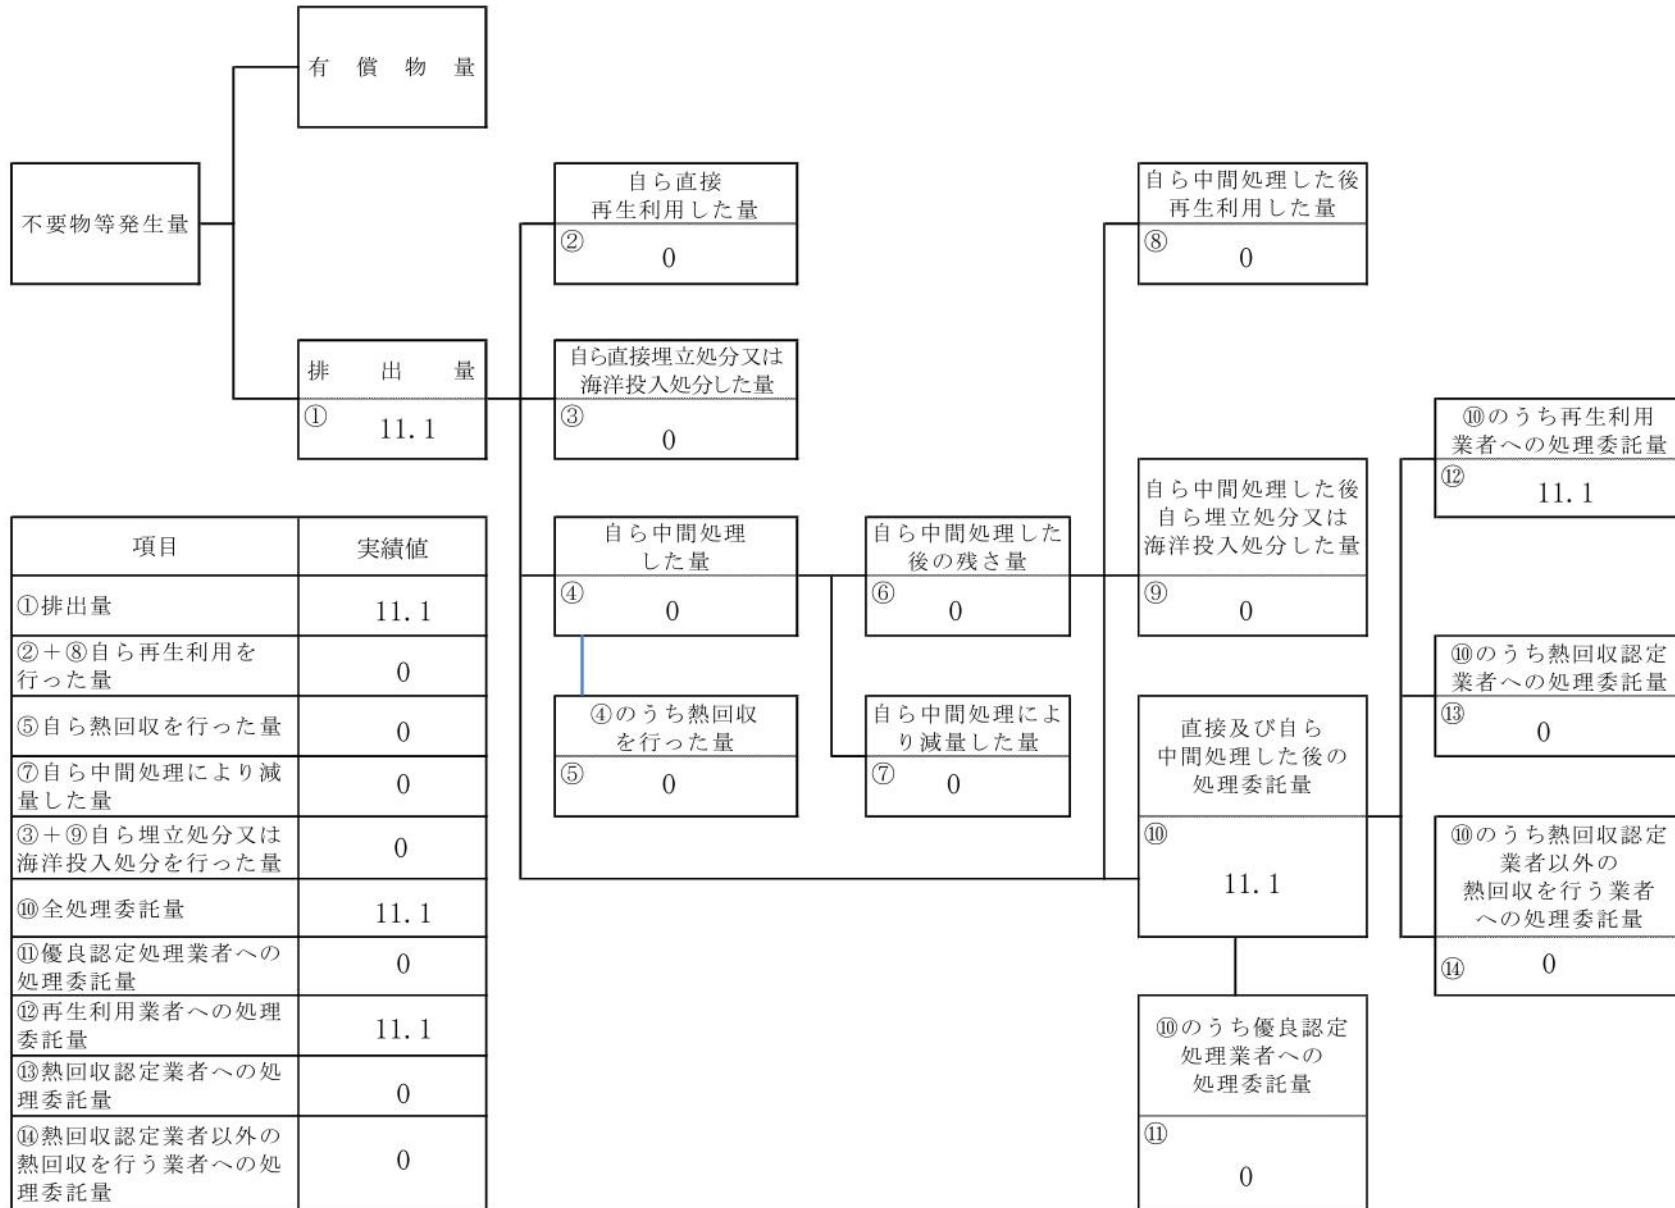 有償物量
不要物等発生量
排出量
① 11.1
自ら直接
再生利用した量
② 0
自ら直接埋立処分又は
海洋投入処分した量
③ 0
自ら中間処理
した量
④ 0
④のうち熱回収
を行った量
⑤ 0
自ら中間処理した
後の残さ量
⑥ 0
自ら中間処理によ
り減量した量
⑦ 0
自ら中間処理した後
再生利用した量
⑧ 0
自ら中間処理した後
自ら埋立処分又は
海洋投入処分した量
⑨ 0
直接及び自ら
中間処理した後の
処理委託量
⑩
11.1
⑩のうち優良認定
処理業者への
処理委託量
⑪
0
⑩のうち再生利用
業者への処理委託量
⑫ 11.1
⑩のうち熱回収認定
業者への処理委託量
⑬ 0
⑩のうち熱回収認定
業者以外の
熱回収を行う業者
への処理委託量
⑭ 0
項目 実績値
①排出量 11.1
②+⑧自ら再生利用を
行った量 0
⑤自ら熱回収を行った量 0
⑦自ら中間処理により減
量した量 0
③+⑨自ら埋立処分又は
海洋投入処分を行った量 0
⑩全処理委託量 11.1
⑪優良認定処理業者への
処理委託量 0
⑫再生利用業者への処理
委託量 11.1
⑬熱回収認定業者への処
理委託量 0
⑭熱回収認定業者以外の
熱回収を行う業者への処 0
理委託量